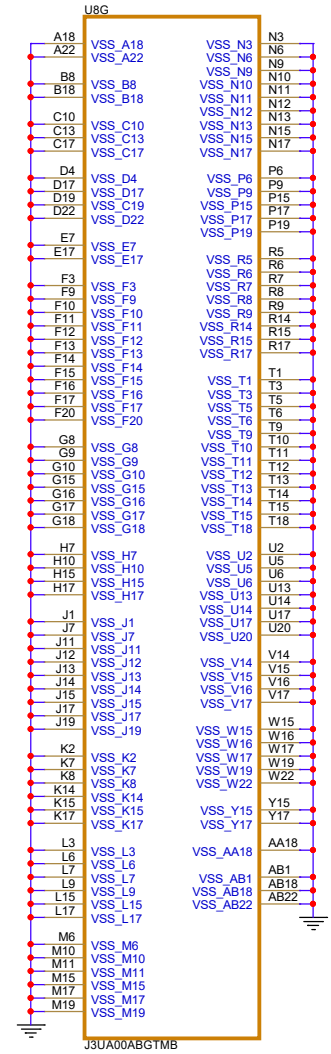 U8G
A18 VSS_A18
A22 VSS_A22
B8 VSS_B8
B18 VSS_B18
C10 VSS_C10
C13 VSS_C13
C17 VSS_C17
D4 VSS_D4
D17 VSS_D17
D19 VSS_C19
D22 VSS_D22
E7 VSS_E7
E17 VSS_E17
F3 VSS_F3
F9 VSS_F9
F10 VSS_F10
F11 VSS_F11
F12 VSS_F12
F13 VSS_F13
F14 VSS_F14
F15 VSS_F15
F16 VSS_F16
F17 VSS_F17
F20 VSS_F20
G8 VSS_G8
G9 VSS_G9
G10 VSS_G10
G15 VSS_G15
G16 VSS_G16
G17 VSS_G17
G18 VSS_G18
H7 VSS_H7
H10 VSS_H10
H15 VSS_H15
H17 VSS_H17
J1 VSS_J1
J7 VSS_J7
J11 VSS_J11
J12 VSS_J12
J13 VSS_J13
J14 VSS_J14
J15 VSS_J15
J17 VSS_J17
J19 VSS_J19
K2 VSS_K2
K7 VSS_K7
K8 VSS_K8
K14 VSS_K14
K15 VSS_K15
K17 VSS_K17
L3 VSS_L3
L6 VSS_L6
L7 VSS_L7
L9 VSS_L9
L15 VSS_L15
L17 VSS_L17
M6 VSS_M6
M10 VSS_M10
M11 VSS_M11
M15 VSS_M15
M17 VSS_M17
M19 VSS_M19
VSS_N3 N3
VSS_N6 N6
VSS_N9 N9
VSS_N10 N10
VSS_N11 N11
VSS_N12 N12
VSS_N13 N13
VSS_N15 N15
VSS_N17 N17
VSS_P6 P6
VSS_P9 P9
VSS_P15 P15
VSS_P17 P17
VSS_P19 P19
VSS_R5 R5
VSS_R6 R6
VSS_R7 R7
VSS_R8 R8
VSS_R9 R9
VSS_R14 R14
VSS_R15 R15
VSS_R17 R17
VSS_T1 T1
VSS_T3 T3
VSS_T5 T5
VSS_T6 T6
VSS_T9 T9
VSS_T10 T10
VSS_T11 T11
VSS_T12 T12
VSS_T13 T13
VSS_T14 T14
VSS_T15 T15
VSS_T18 T18
VSS_U2 U2
VSS_U5 U5
VSS_U6 U6
VSS_U13 U13
VSS_U14 U14
VSS_U17 U17
VSS_U20 U20
VSS_V14 V14
VSS_V15 V15
VSS_V16 V16
VSS_V17 V17
VSS_W15 W15
VSS_W16 W16
VSS_W17 W17
VSS_W19 W19
VSS_W22 W22
VSS_Y15 Y15
VSS_Y17 Y17
VSS_AA18 AA18
VSS_AB1 AB1
VSS_AB18 AB18
VSS_AB22 AB22
J3UA00ABGTMB